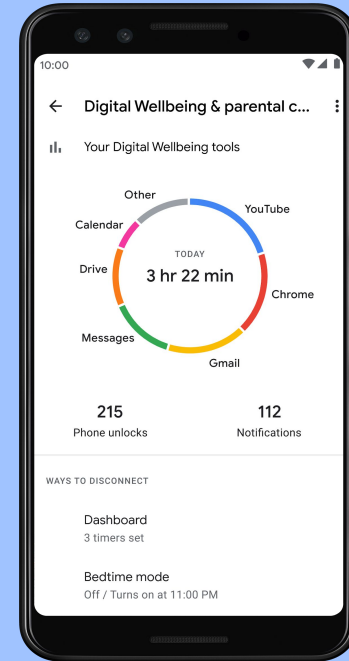 10:00
Digital Wellbeing & parental c...
Your Digital Wellbeing tools
Other
YouTube
Calendar
TODAY
Drive
3 hr 22 min
Chrome
Messages
Gmail
215
112
Phone unlocks
Notifications
WAYS TO DISCONNECT
Dashboard
3 timers set
Bedtime mode
Off / Turns on at 11:00 PM